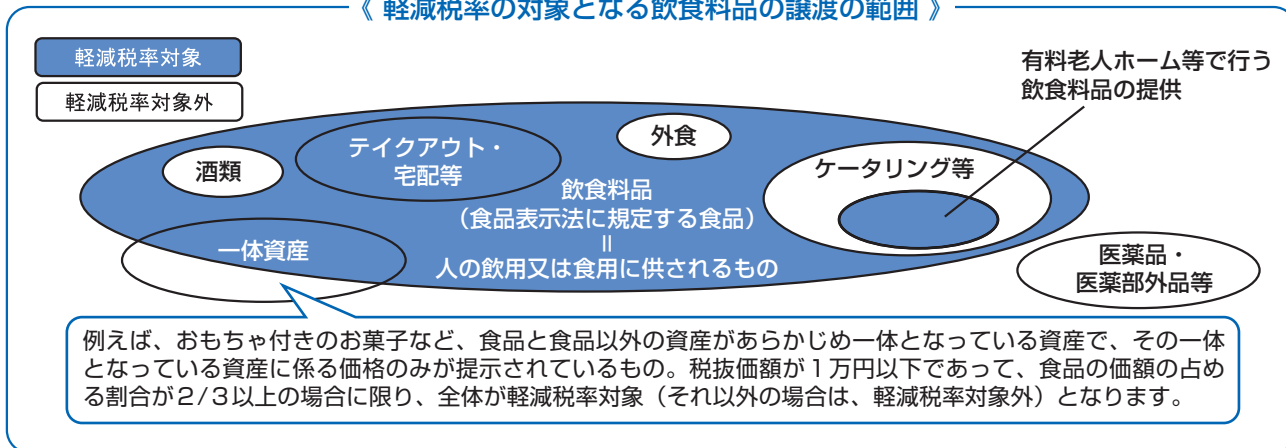 《 軽減税率の対象となる飲食料品の譲渡の範囲 》
軽減税率対象
軽減税率対象外
有料老人ホーム等で行う
飲食料品の提供
酒類
テイクアウト・
宅配等
外食
ケータリング等
飲食料品
（食品表示法に規定する食品）
＝
人の飲用又は食用に供されるもの
一体資産
医薬品・
医薬部外品等
例えば、おもちゃ付きのお菓子など、食品と食品以外の資産があらかじめ一体となっている資産で、その一体
となっている資産に係る価格のみが提示されているもの。税抜価額が１万円以下であって、食品の価額の占め
る割合が２/３以上の場合に限り、全体が軽減税率対象（それ以外の場合は、軽減税率対象外）となります。